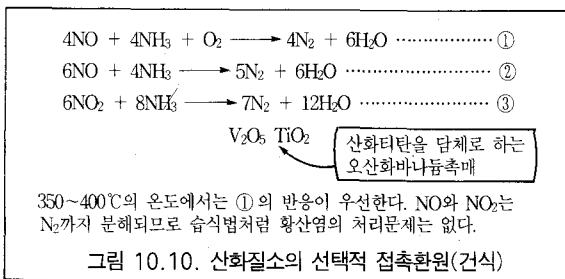 4NO + 4NH₃ + O₂ ⟶ 4N₂ + 6H₂O ·················· ①
6NO + 4NH₃ ⟶ 5N₂ + 6H₂O ························ ②
6NO₂ + 8NH₃ ⟶ 7N₂ + 12H₂O ······················ ③
V₂O₅ TiO₂
산화티탄을 담체로 하는
오산화바나듐촉매
350~400℃의 온도에서는 ①의 반응이 우선한다. NO와 NO₂는
N₂까지 분해되므로 습식법처럼 황산염의 처리문제는 없다.
그림 10.10. 산화질소의 선택적 접촉환원(건식)